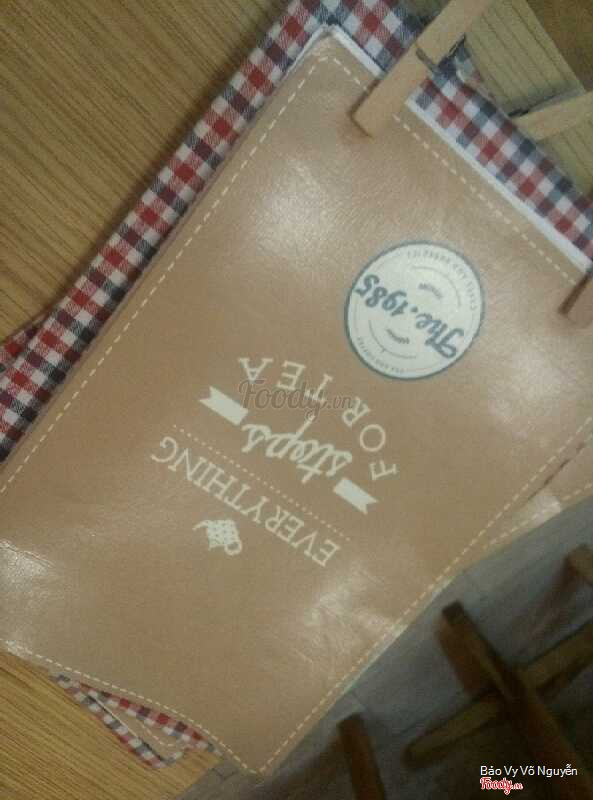 EVERYTHING
stops
FOR TEA
The.1985
Foody.vn
Bảo Vy Võ Nguyễn
Foody.vn